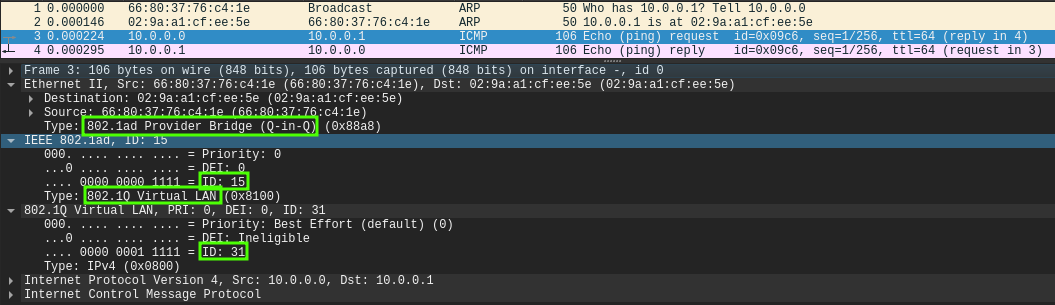 1 0.000000 66:80:37:76:c4:1e Broadcast ARP 50 Who has 10.0.0.1? Tell 10.0.0.0
2 0.000146 02:9a:a1:cf:ee:5e 66:80:37:76:c4:1e ARP 50 10.0.0.1 is at 02:9a:a1:cf:ee:5e
3 0.000224 10.0.0.0 10.0.0.1 ICMP 106 Echo (ping) request id=0x09c6, seq=1/256, ttl=64 (reply in 4)
4 0.000295 10.0.0.1 10.0.0.0 ICMP 106 Echo (ping) reply id=0x09c6, seq=1/256, ttl=64 (request in 3)
Frame 3: 106 bytes on wire (848 bits), 106 bytes captured (848 bits) on interface -, id 0
Ethernet II, Src: 66:80:37:76:c4:1e (66:80:37:76:c4:1e), Dst: 02:9a:a1:cf:ee:5e (02:9a:a1:cf:ee:5e)
Destination: 02:9a:a1:cf:ee:5e (02:9a:a1:cf:ee:5e)
Source: 66:80:37:76:c4:1e (66:80:37:76:c4:1e)
Type: 802.1ad Provider Bridge (Q-in-Q) (0x88a8)
IEEE 802.1ad, ID: 15
000. .... .... .... = Priority: 0
...0 .... .... .... = DEI: 0
.... 0000 0000 1111 = ID: 15
Type: 802.1Q Virtual LAN (0x8100)
802.1Q Virtual LAN, PRI: 0, DEI: 0, ID: 31
000. .... .... .... = Priority: Best Effort (default) (0)
...0 .... .... .... = DEI: Ineligible
.... 0000 0001 1111 = ID: 31
Type: IPv4 (0x0800)
Internet Protocol Version 4, Src: 10.0.0.0, Dst: 10.0.0.1
Internet Control Message Protocol